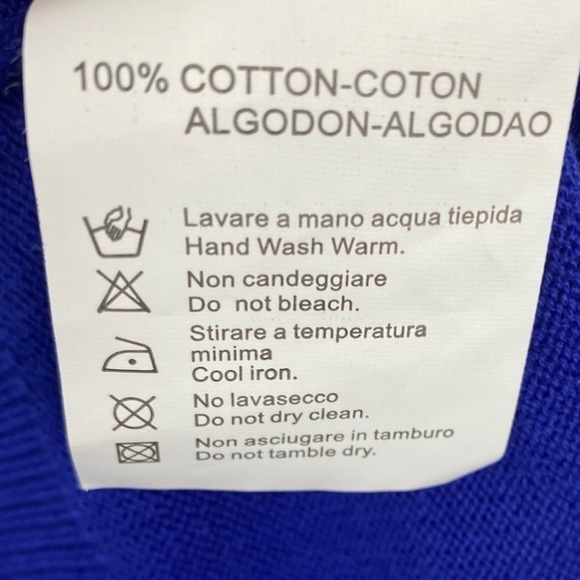 100% COTTON-COTON
ALGODON-ALGODAO
Lavare a mano acqua tiepida
Hand Wash Warm.
Non candeggiare
Do not bleach.
Stirare a temperatura
minima
Cool iron.
No lavasecco
Do not dry clean.
Non asciugare in tamburo
Do not tamble dry.